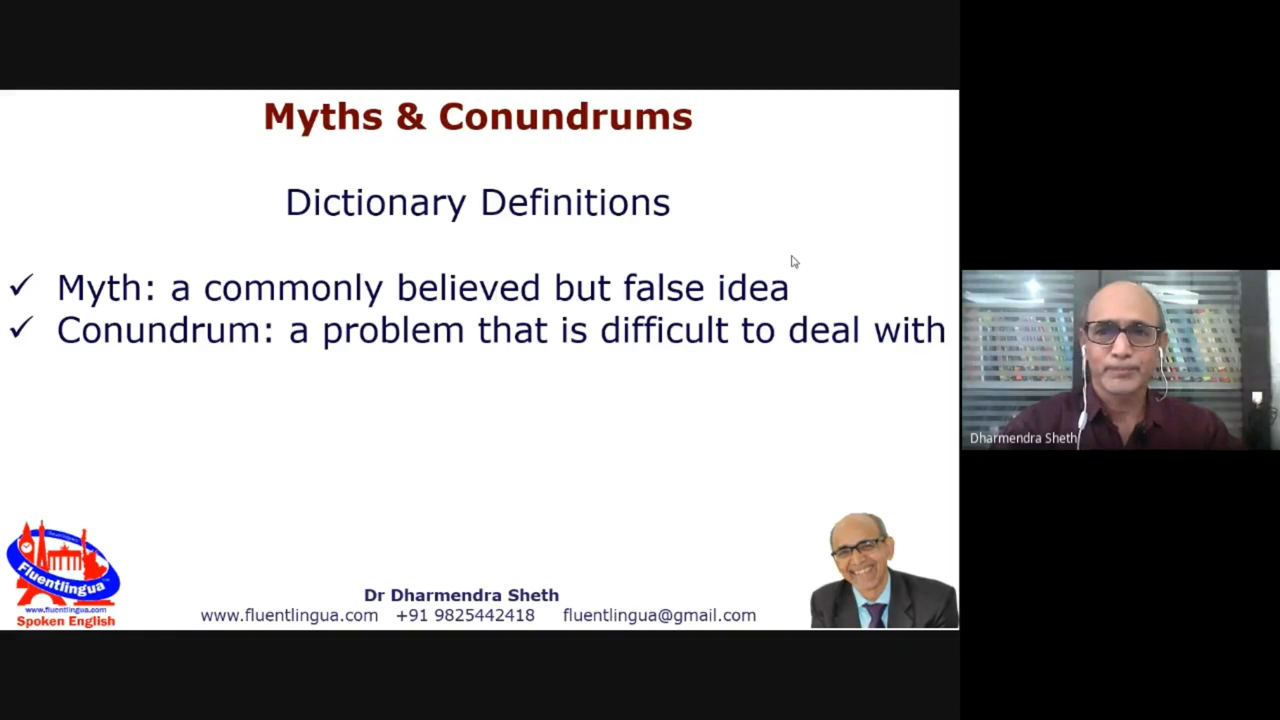 Myths & Conundrums
Dictionary Definitions
✓ Myth: a commonly believed but false idea
✓ Conundrum: a problem that is difficult to deal with
Dharmendra Sheth
Fluentlingua
www.fluentlingua.com
Spoken English
Dr Dharmendra Sheth
www.fluentlingua.com +91 9825442418 fluentlingua@gmail.com